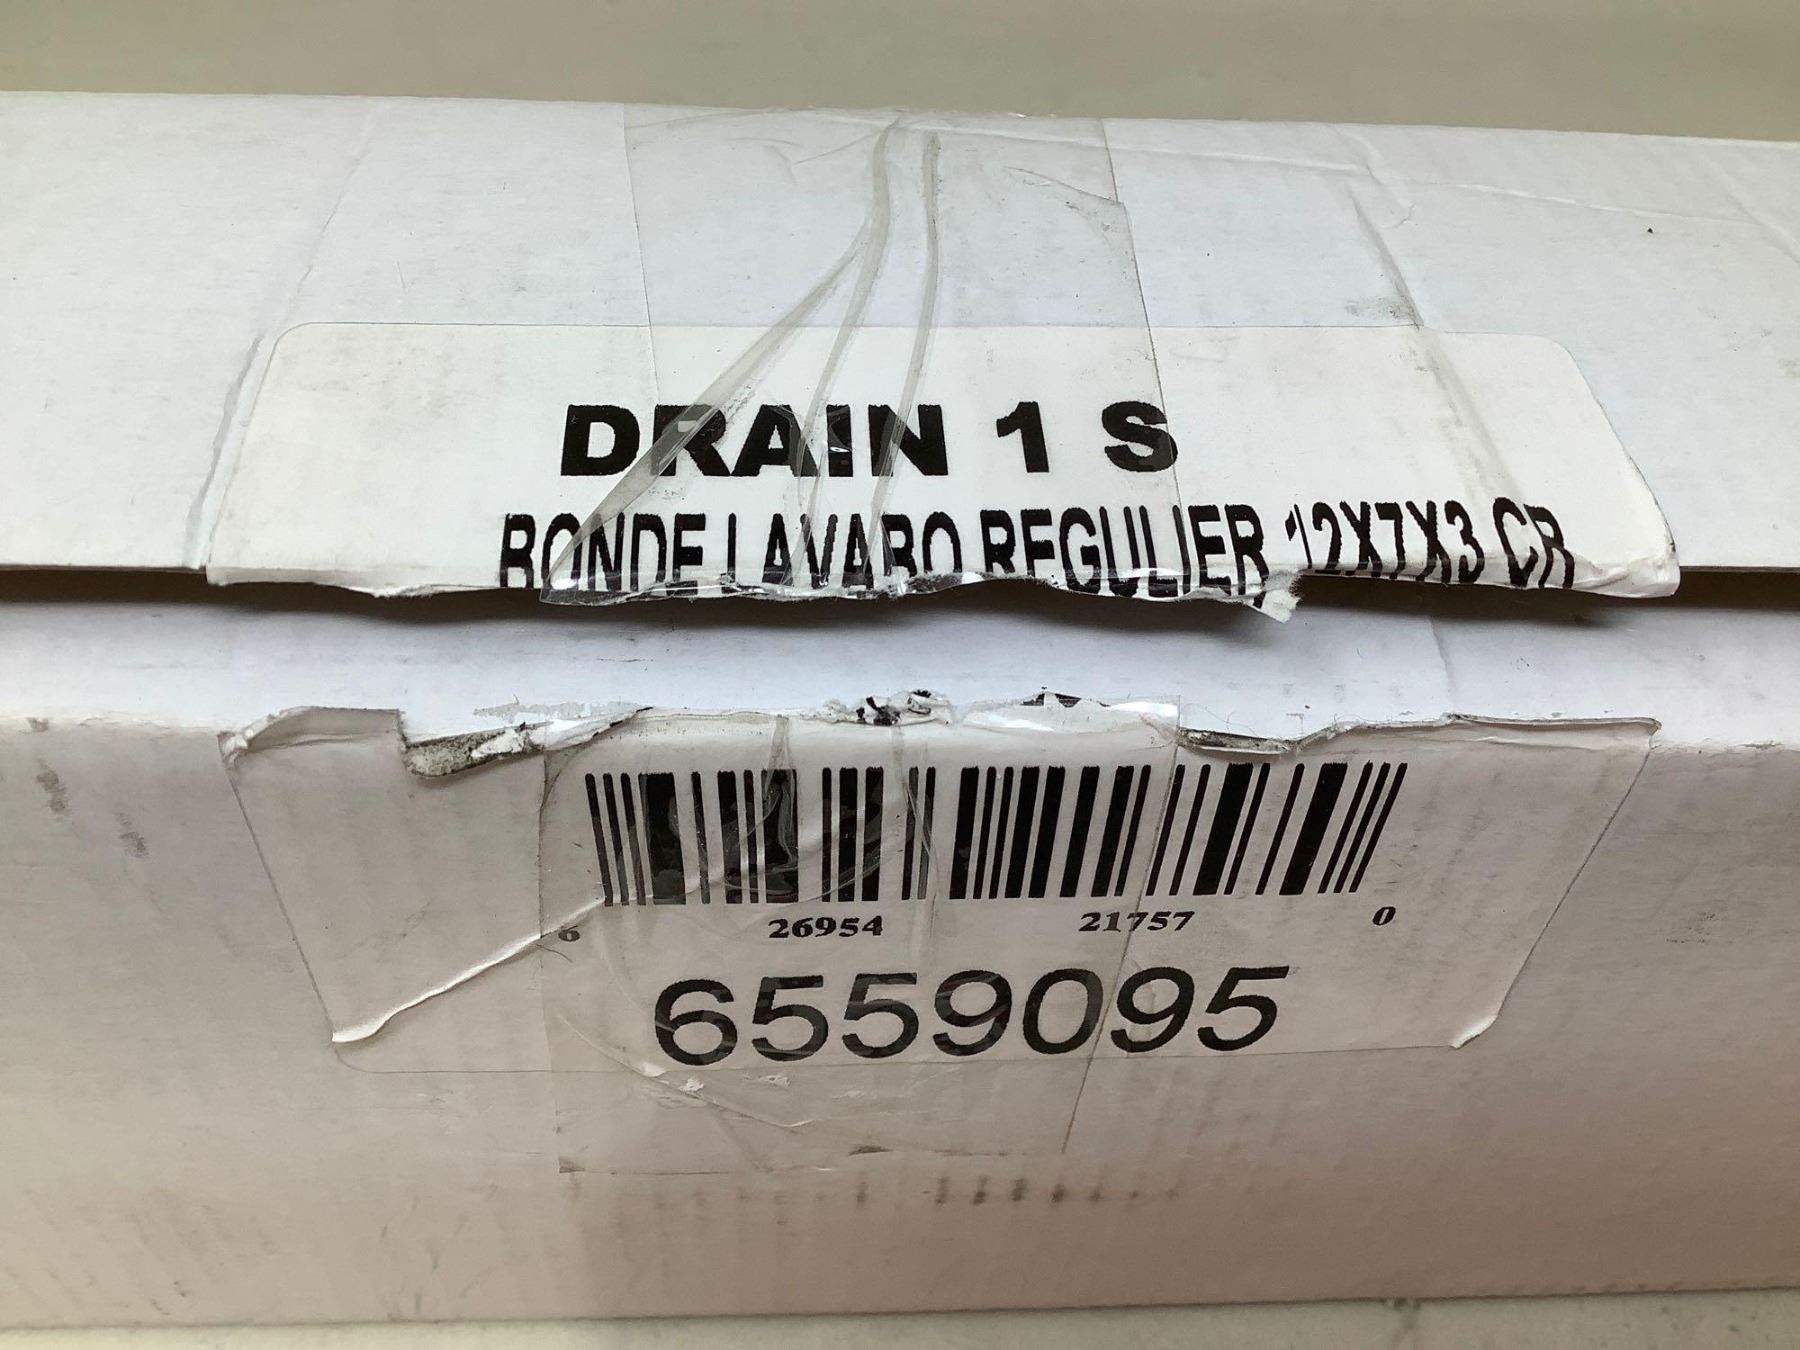 DRAIN 1 S
BONDE LAVABO REGULIER 12X7X3 CR
6 26954 21757 0
6559095